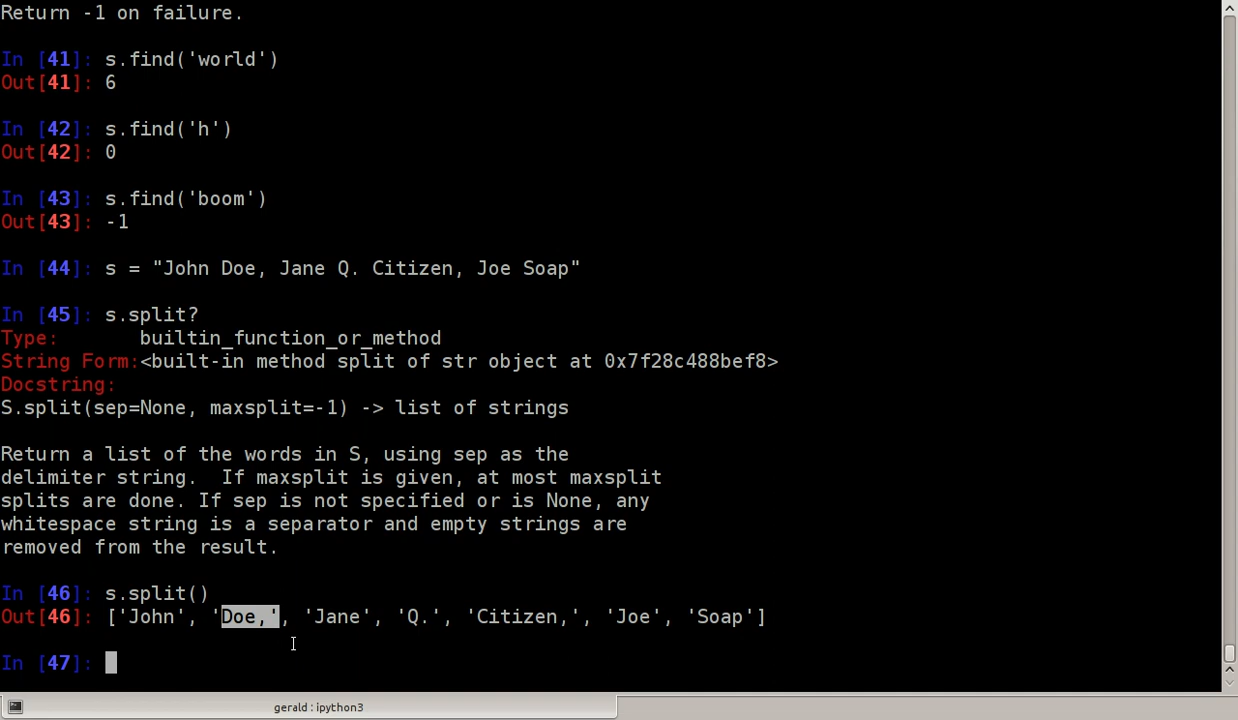 Return -1 on failure.
In [41]: s.find('world')
Out[41]: 6
In [42]: s.find('h')
Out[42]: 0
In [43]: s.find('boom')
Out[43]: -1
In [44]: s = "John Doe, Jane Q. Citizen, Joe Soap"
In [45]: s.split?
Type:       builtin_function_or_method
String Form:<built-in method split of str object at 0x7f28c488bef8>
Docstring:
S.split(sep=None, maxsplit=-1) -> list of strings
Return a list of the words in S, using sep as the
delimiter string.  If maxsplit is given, at most maxsplit
splits are done. If sep is not specified or is None, any
whitespace string is a separator and empty strings are
removed from the result.
In [46]: s.split()
Out[46]: ['John', 'Doe,', 'Jane', 'Q.', 'Citizen,', 'Joe', 'Soap']
In [47]:
gerald : ipython3